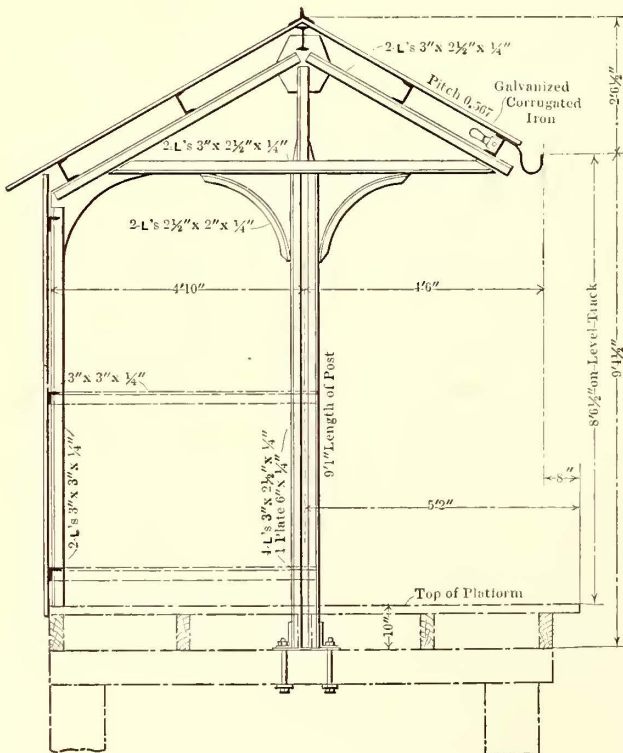 2-L's 3"x 2½"x ¼"
Pitch 0.567
Galvanized
Corrugated
Iron
2'6½"
2-L's 3"x 2½"x ¼"
2-L's 2½"x 2"x ¼"
4'10"
4'6"
8'6½"on Level-Track
9'4½"
9'1"Length of Post
3"x 3"x ¼"
2-L's 3"x 3"x ¼"
4-L's 3"x 2½"x ¼"
1 Plate 6"x ¼"
8"
5'2"
Top of Platform
10"